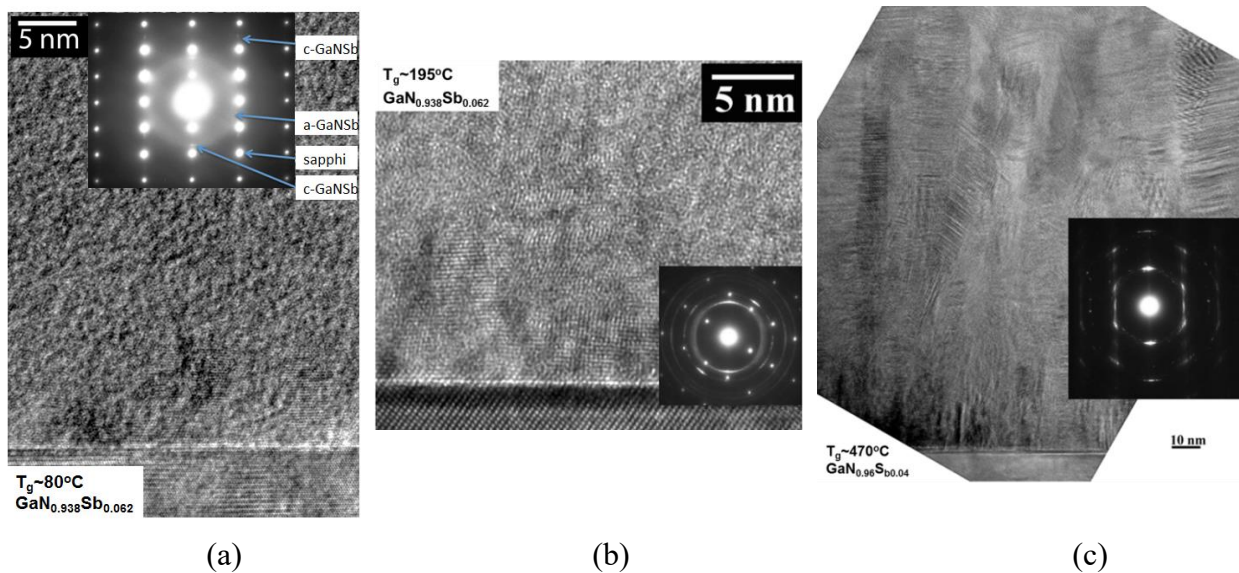 5 nm
c-GaNSb
a-GaNSb
sapphi
c-GaNSb
Tg~80°C
GaN0.938Sb0.062
Tg~195°C
GaN0.938Sb0.062
5 nm
Tg~470°C
GaN0.96Sb0.04
10 nm
(a)
(b)
(c)